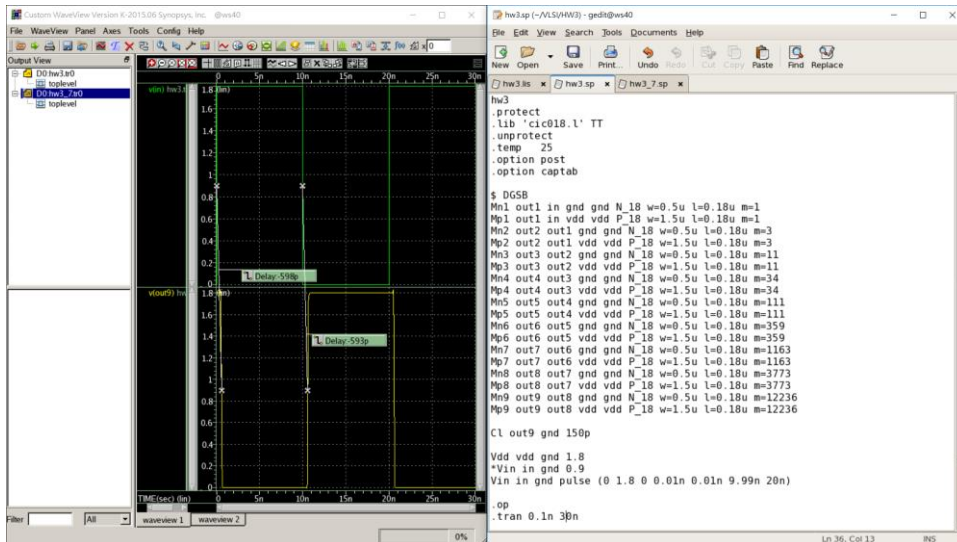 Custom WaveView Version K-2015.06 Synopsys, Inc. @ws40
File WaveView Panel Axes Tools Config Help
Output View
D0:hw3.tr0
toplevel
D0:hw3_7.tr0
toplevel
Filter All
0 5n 10n 15n 20n 25n 30n
v(in) hw3.t
1.8 (lin)
1.6
1.4
1.2
1
0.8
0.6
0.4
0.2
0
Delay:-598p
v(out9) hw
1.8 (lin)
1.6
1.4
1.2
1
0.8
0.6
0.4
0.2
0
Delay:-593p
TIME(sec) (lin) 0 5n 10n 15n 20n 25n 30n
waveview 1 waveview 2
0%
hw3.sp (~/VLSI/HW3) - gedit@ws40
File Edit View Search Tools Documents Help
New Open Save Print... Undo Redo Cut Copy Paste Find Replace
hw3.lis hw3.sp hw3_7.sp
hw3
.protect
.lib 'cic018.l' TT
.unprotect
.temp 25
.option post
.option captab
$ DGSB
Mn1 out1 in gnd gnd N_18 w=0.5u l=0.18u m=1
Mp1 out1 in vdd vdd P_18 w=1.5u l=0.18u m=1
Mn2 out2 out1 gnd gnd N_18 w=0.5u l=0.18u m=3
Mp2 out2 out1 vdd vdd P_18 w=1.5u l=0.18u m=3
Mn3 out3 out2 gnd gnd N_18 w=0.5u l=0.18u m=11
Mp3 out3 out2 vdd vdd P_18 w=1.5u l=0.18u m=11
Mn4 out4 out3 gnd gnd N_18 w=0.5u l=0.18u m=34
Mp4 out4 out3 vdd vdd P_18 w=1.5u l=0.18u m=34
Mn5 out5 out4 gnd gnd N_18 w=0.5u l=0.18u m=111
Mp5 out5 out4 vdd vdd P_18 w=1.5u l=0.18u m=111
Mn6 out6 out5 gnd gnd N_18 w=0.5u l=0.18u m=359
Mp6 out6 out5 vdd vdd P_18 w=1.5u l=0.18u m=359
Mn7 out7 out6 gnd gnd N_18 w=0.5u l=0.18u m=1163
Mp7 out7 out6 vdd vdd P_18 w=1.5u l=0.18u m=1163
Mn8 out8 out7 gnd gnd N_18 w=0.5u l=0.18u m=3773
Mp8 out8 out7 vdd vdd P_18 w=1.5u l=0.18u m=3773
Mn9 out9 out8 gnd gnd N_18 w=0.5u l=0.18u m=12236
Mp9 out9 out8 vdd vdd P_18 w=1.5u l=0.18u m=12236
Cl out9 gnd 150p
Vdd vdd gnd 1.8
*Vin in gnd 0.9
Vin in gnd pulse (0 1.8 0 0.01n 0.01n 9.99n 20n)
.op
.tran 0.1n 30n
Ln 36, Col 13 INS